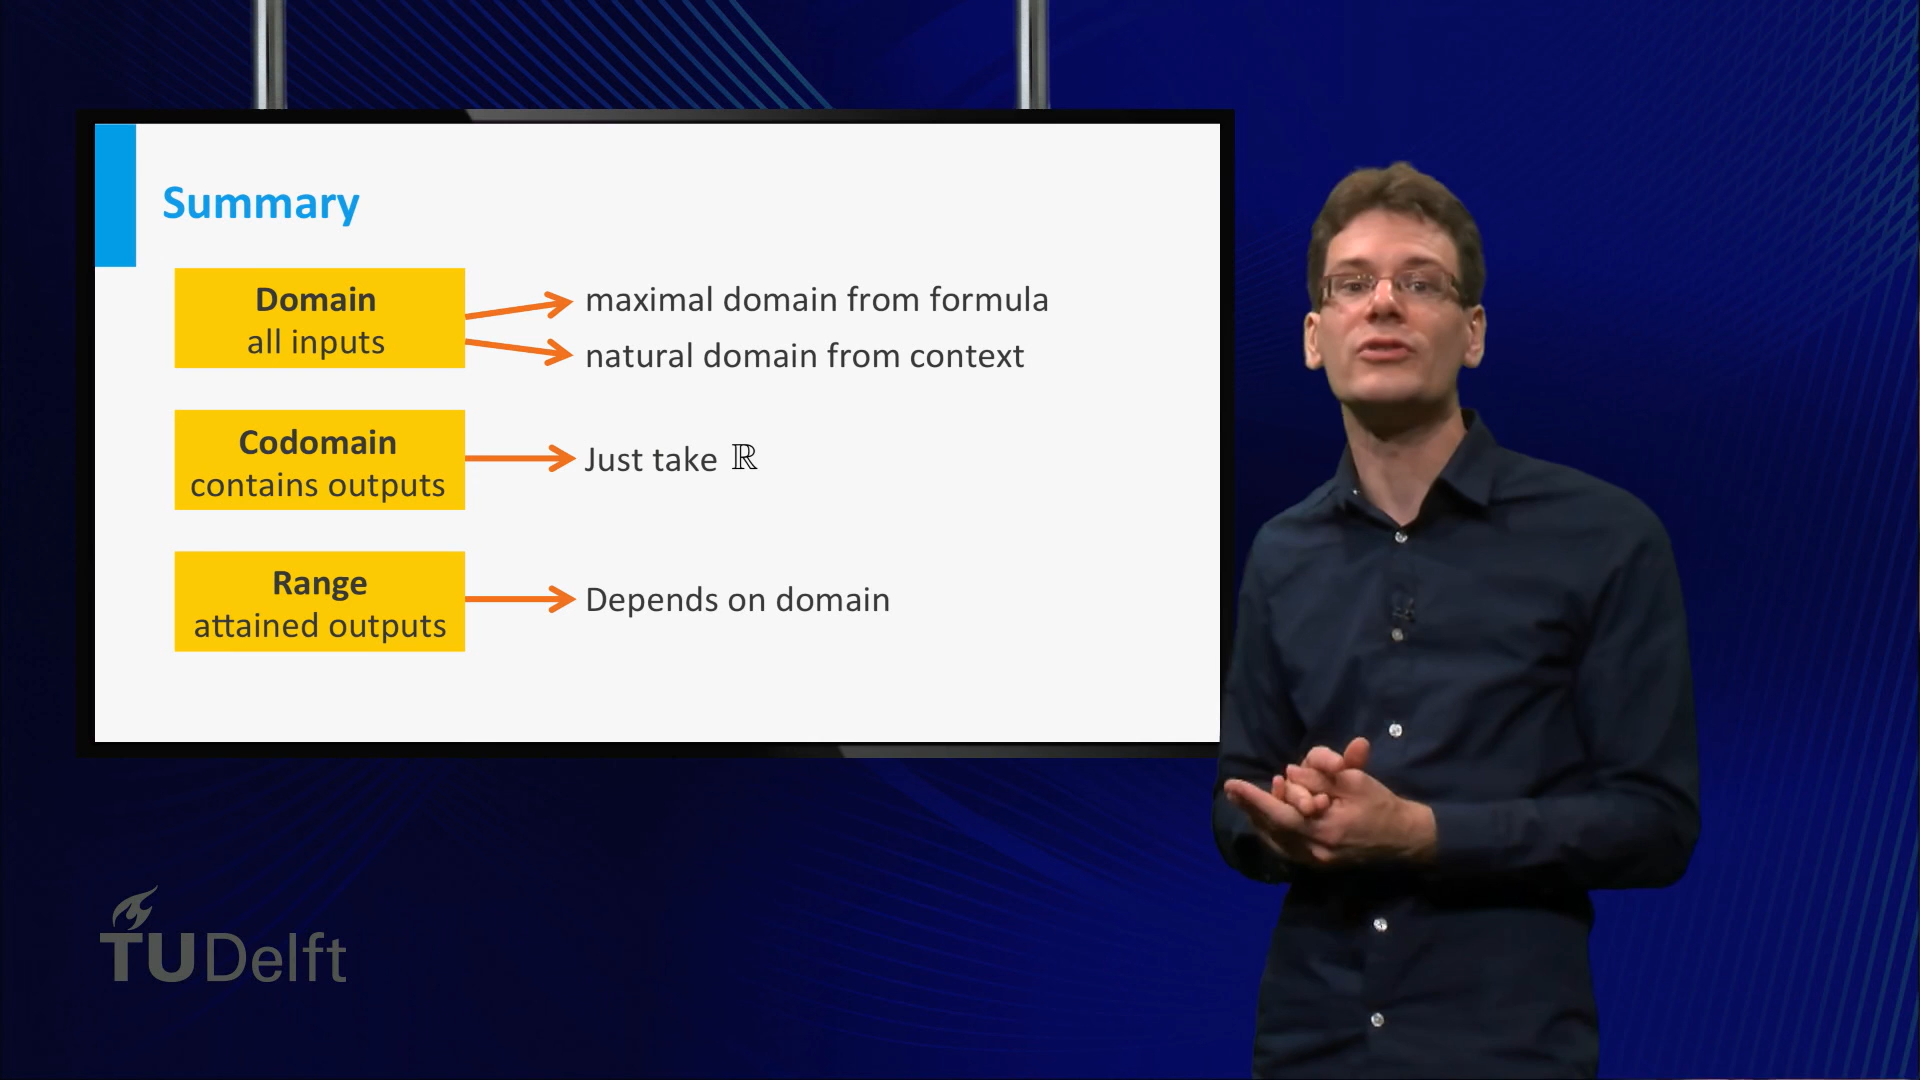 Summary
Domain
all inputs
maximal domain from formula
natural domain from context
Codomain
contains outputs
Just take ℝ
Range
attained outputs
Depends on domain
TUDelft